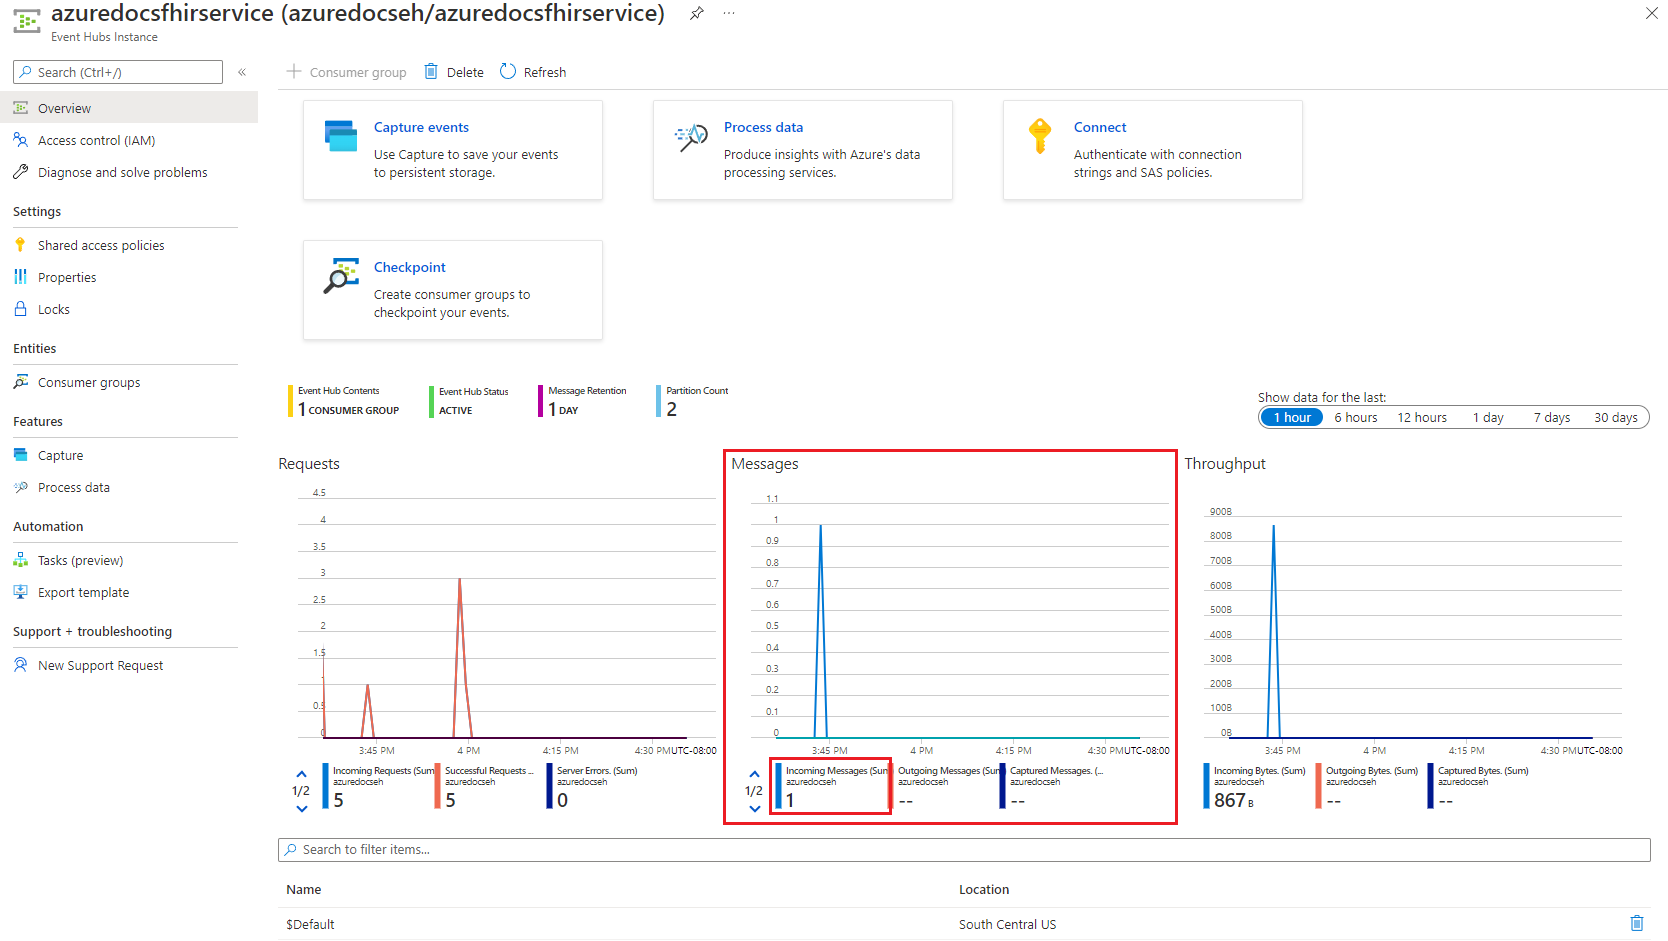 azuredocsfhirservice (azuredocseh/azuredocsfhirservice)
...
Event Hubs Instance
Search (Ctrl+/)
«
Overview
Access control (IAM)
Diagnose and solve problems
Settings
Shared access policies
Properties
Locks
Entities
Consumer groups
Features
Capture
Process data
Automation
Tasks (preview)
Export template
Support + troubleshooting
New Support Request
Consumer group
Delete
Refresh
Capture events
Use Capture to save your events
to persistent storage.
Process data
Produce insights with Azure's data
processing services.
Connect
Authenticate with connection
strings and SAS policies.
Checkpoint
Create consumer groups to
checkpoint your events.
Event Hub Contents
1 CONSUMER GROUP
Event Hub Status
ACTIVE
Message Retention
1 DAY
Partition Count
2
Show data for the last:
1 hour 6 hours 12 hours 1 day 7 days 30 days
Requests
4.5
4
3.5
3
2.5
2
1.5
1
0.5
0
3:45 PM 4 PM 4:15 PM 4:30 PM UTC-08:00
1/2
Incoming Requests (Sum)
azuredocseh
5
Successful Requests ...
azuredocseh
5
Server Errors. (Sum)
azuredocseh
0
Messages
1.1
1
0.9
0.8
0.7
0.6
0.5
0.4
0.3
0.2
0.1
0
3:45 PM 4 PM 4:15 PM 4:30 PM UTC-08:00
1/2
Incoming Messages (Sum
azuredocseh
1
Outgoing Messages (Sum)
azuredocseh
--
Captured Messages. (...
azuredocseh
--
Throughput
900B
800B
700B
600B
500B
400B
300B
200B
100B
0B
3:45 PM 4 PM 4:15 PM 4:30 PM UTC-08:00
Incoming Bytes. (Sum)
azuredocseh
867 B
Outgoing Bytes. (Sum)
azuredocseh
--
Captured Bytes. (Sum)
azuredocseh
--
Search to filter items...
Name Location
$Default South Central US